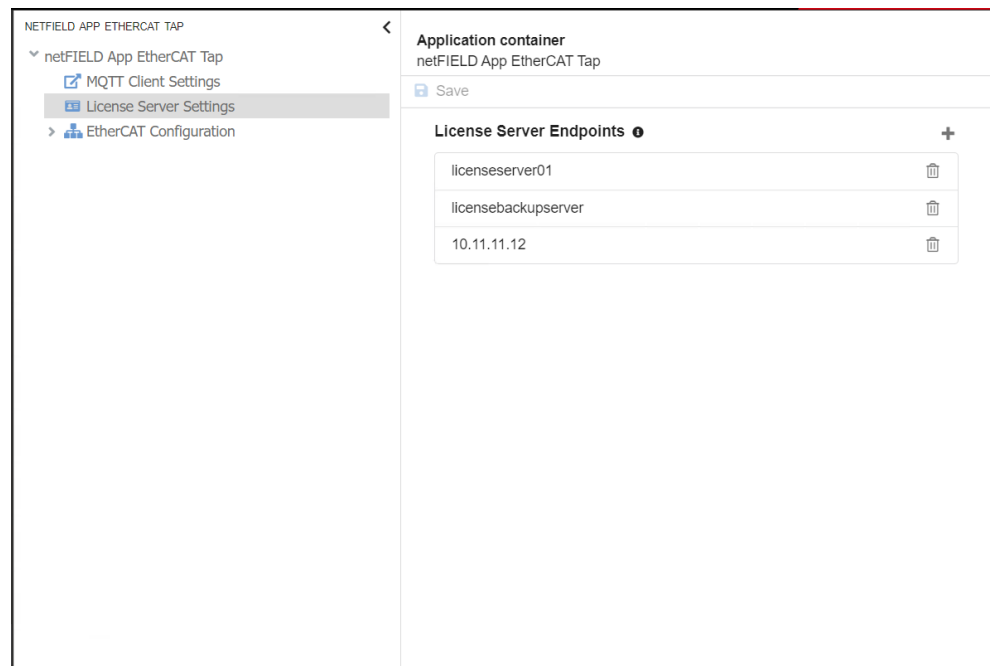 NETFIELD APP ETHERCAT TAP
netFIELD App EtherCAT Tap
MQTT Client Settings
License Server Settings
EtherCAT Configuration
Application container
netFIELD App EtherCAT Tap
Save
License Server Endpoints
licenseserver01
licensebackupserver
10.11.11.12